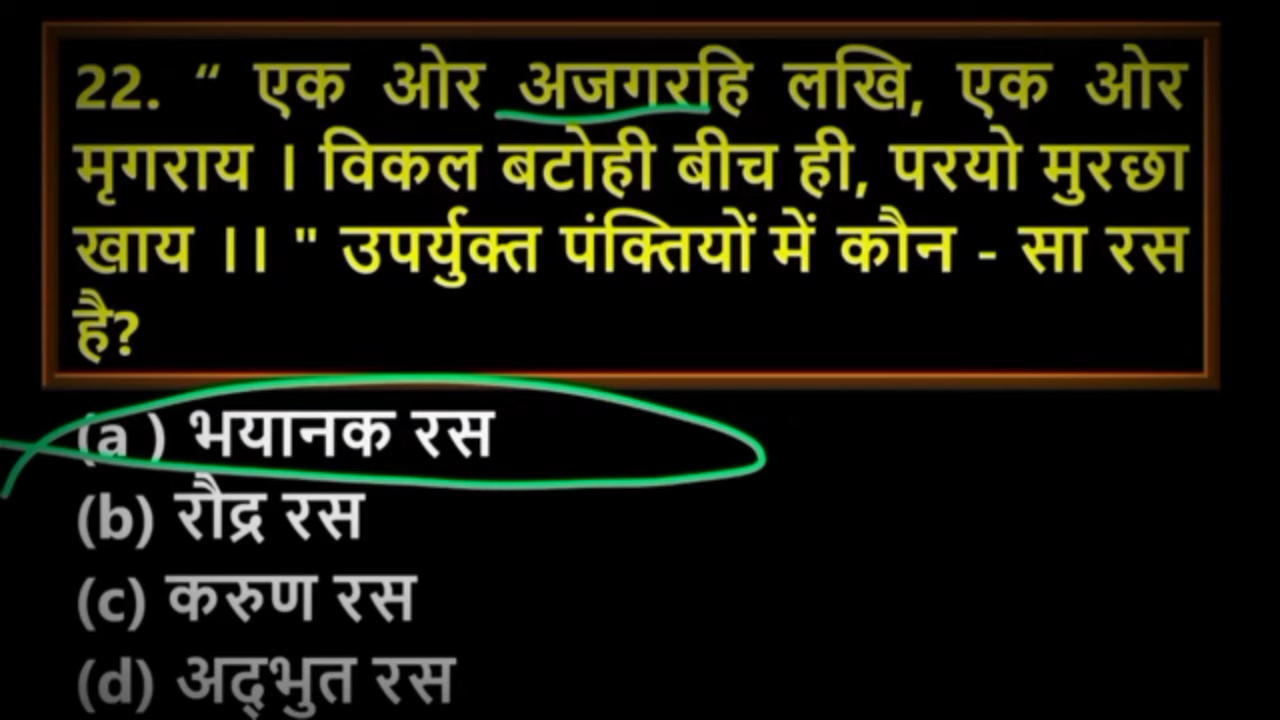 22. “ एक ओर अजगरहि लखि, एक ओर
मृगराय । विकल बटोही बीच ही, परयो मुरछा
खाय ।। " उपर्युक्त पंक्तियों में कौन - सा रस
है?
(a ) भयानक रस
(b) रौद्र रस
(c) करुण रस
(d) अद्भुत रस